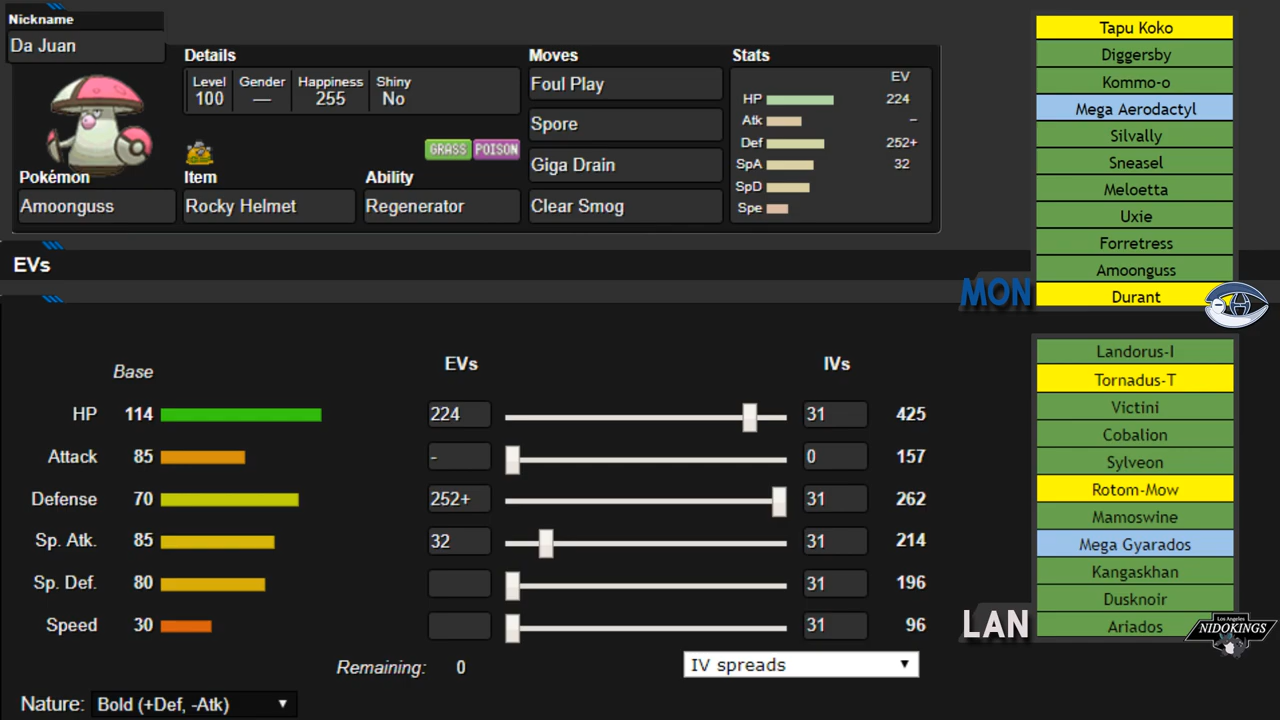 Nickname
Da Juan
Details
Level Gender Happiness Shiny
100 — 255 No
GRASS POISON
Pokémon Item Ability
Amoonguss Rocky Helmet Regenerator
Moves
Foul Play
Spore
Giga Drain
Clear Smog
Stats
EV
HP 224
Atk –
Def 252+
SpA 32
SpD
Spe
EVs
Base EVs IVs
HP 114 224 31 425
Attack 85 - 0 157
Defense 70 252+ 31 262
Sp. Atk. 85 32 31 214
Sp. Def. 80 31 196
Speed 30 31 96
Remaining: 0
IV spreads
Nature: Bold (+Def, -Atk)
Tapu Koko
Diggersby
Kommo-o
Mega Aerodactyl
Silvally
Sneasel
Meloetta
Uxie
Forretress
Amoonguss
Durant
MON
Landorus-I
Tornadus-T
Victini
Cobalion
Sylveon
Rotom-Mow
Mamoswine
Mega Gyarados
Kangaskhan
Dusknoir
Ariados
LAN
Los Angeles
NIDOKINGS